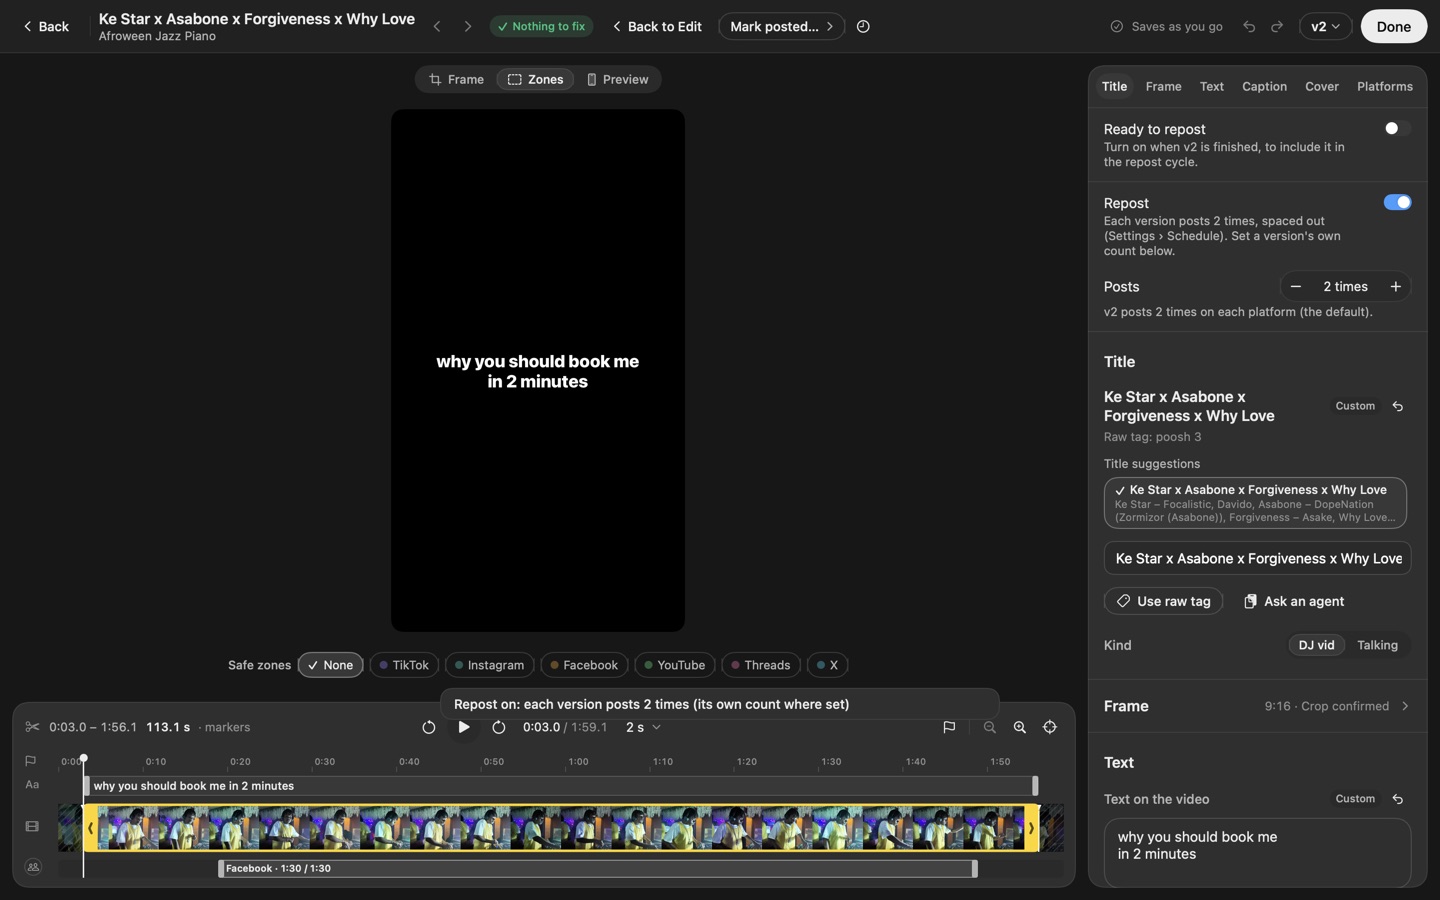 Back
Ke Star x Asabone x Forgiveness x Why Love
Afroween Jazz Piano
Nothing to fix
Back to Edit
Mark posted...
Saves as you go
v2
Done
Frame
Zones
Preview
why you should book me
in 2 minutes
Safe zones
None
TikTok
Instagram
Facebook
YouTube
Threads
X
Repost on: each version posts 2 times (its own count where set)
0:03.0 – 1:56.1 113.1 s · markers
0:03.0 / 1:59.1
2 s
0:00 0:10 0:20 0:30 0:40 0:50 1:00 1:10 1:20 1:30 1:40 1:50
Aa
why you should book me in 2 minutes
Facebook · 1:30 / 1:30
Title
Frame
Text
Caption
Cover
Platforms
Ready to repost
Turn on when v2 is finished, to include it in
the repost cycle.
Repost
Each version posts 2 times, spaced out
(Settings › Schedule). Set a version's own
count below.
Posts
2 times
v2 posts 2 times on each platform (the default).
Title
Ke Star x Asabone x
Forgiveness x Why Love
Custom
Raw tag: poosh 3
Title suggestions
Ke Star x Asabone x Forgiveness x Why Love
Ke Star – Focalistic, Davido, Asabone – DopeNation
(Zormizor (Asabone)), Forgiveness – Asake, Why Love...
Ke Star x Asabone x Forgiveness x Why Love
Use raw tag
Ask an agent
Kind
DJ vid
Talking
Frame
9:16 · Crop confirmed
Text
Text on the video
Custom
why you should book me
in 2 minutes